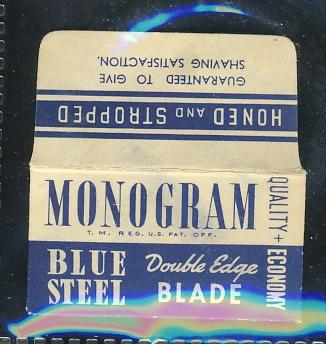 GUARANTEED TO GIVE
SHAVING SATISFACTION.
HONED AND STROPPED
MONOGRAM
T. M. REG. U.S. PAT. OFF.
BLUE STEEL
Double Edge
BLADE
QUALITY + ECONOMY